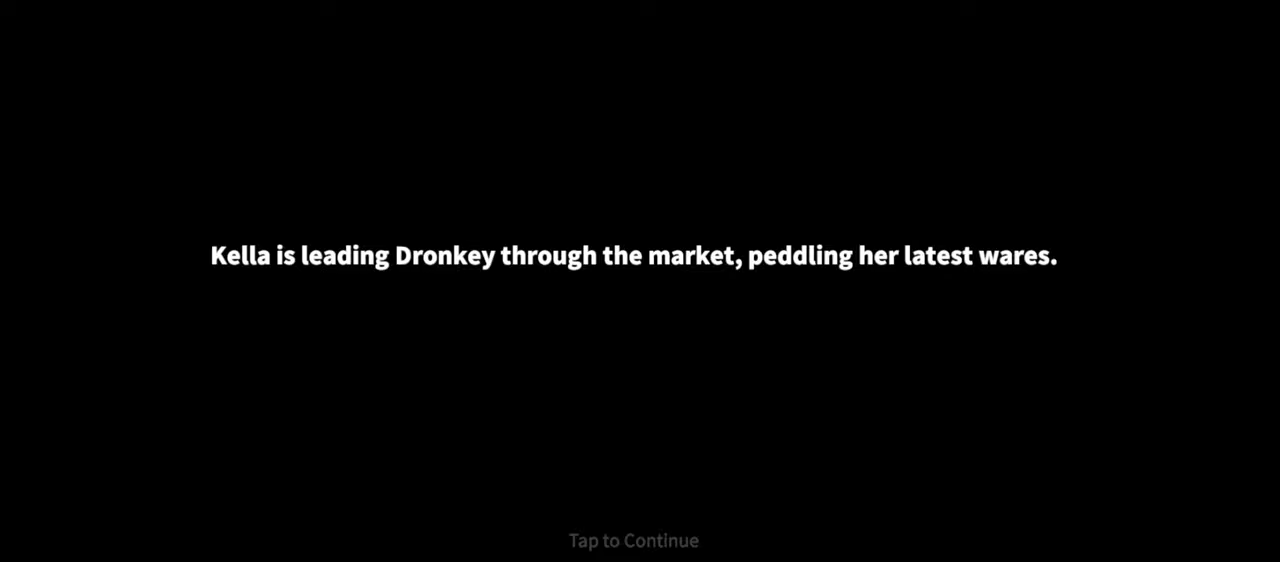 Kella is leading Dronkey through the market, peddling her latest wares.
Tap to Continue